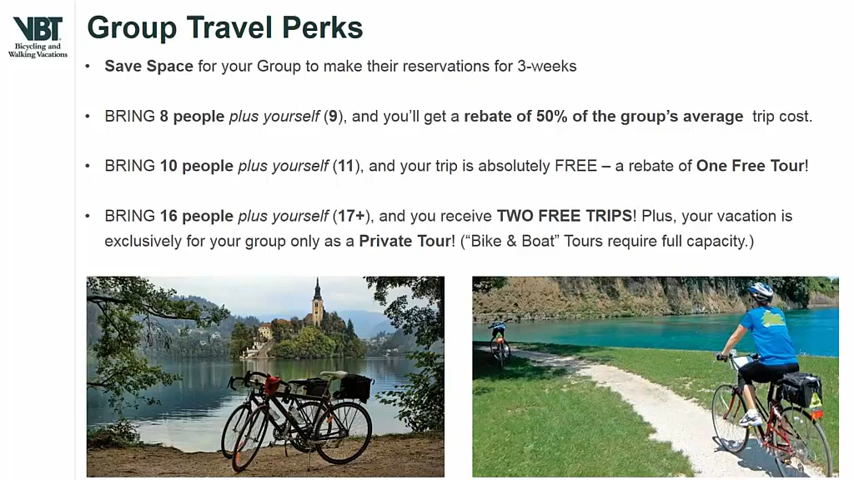 VBT
Bicycling and
Walking Vacations
Group Travel Perks
• Save Space for your Group to make their reservations for 3-weeks
• BRING 8 people plus yourself (9), and you'll get a rebate of 50% of the group's average trip cost.
• BRING 10 people plus yourself (11), and your trip is absolutely FREE – a rebate of One Free Tour!
• BRING 16 people plus yourself (17+), and you receive TWO FREE TRIPS! Plus, your vacation is
exclusively for your group only as a Private Tour! (“Bike & Boat” Tours require full capacity.)